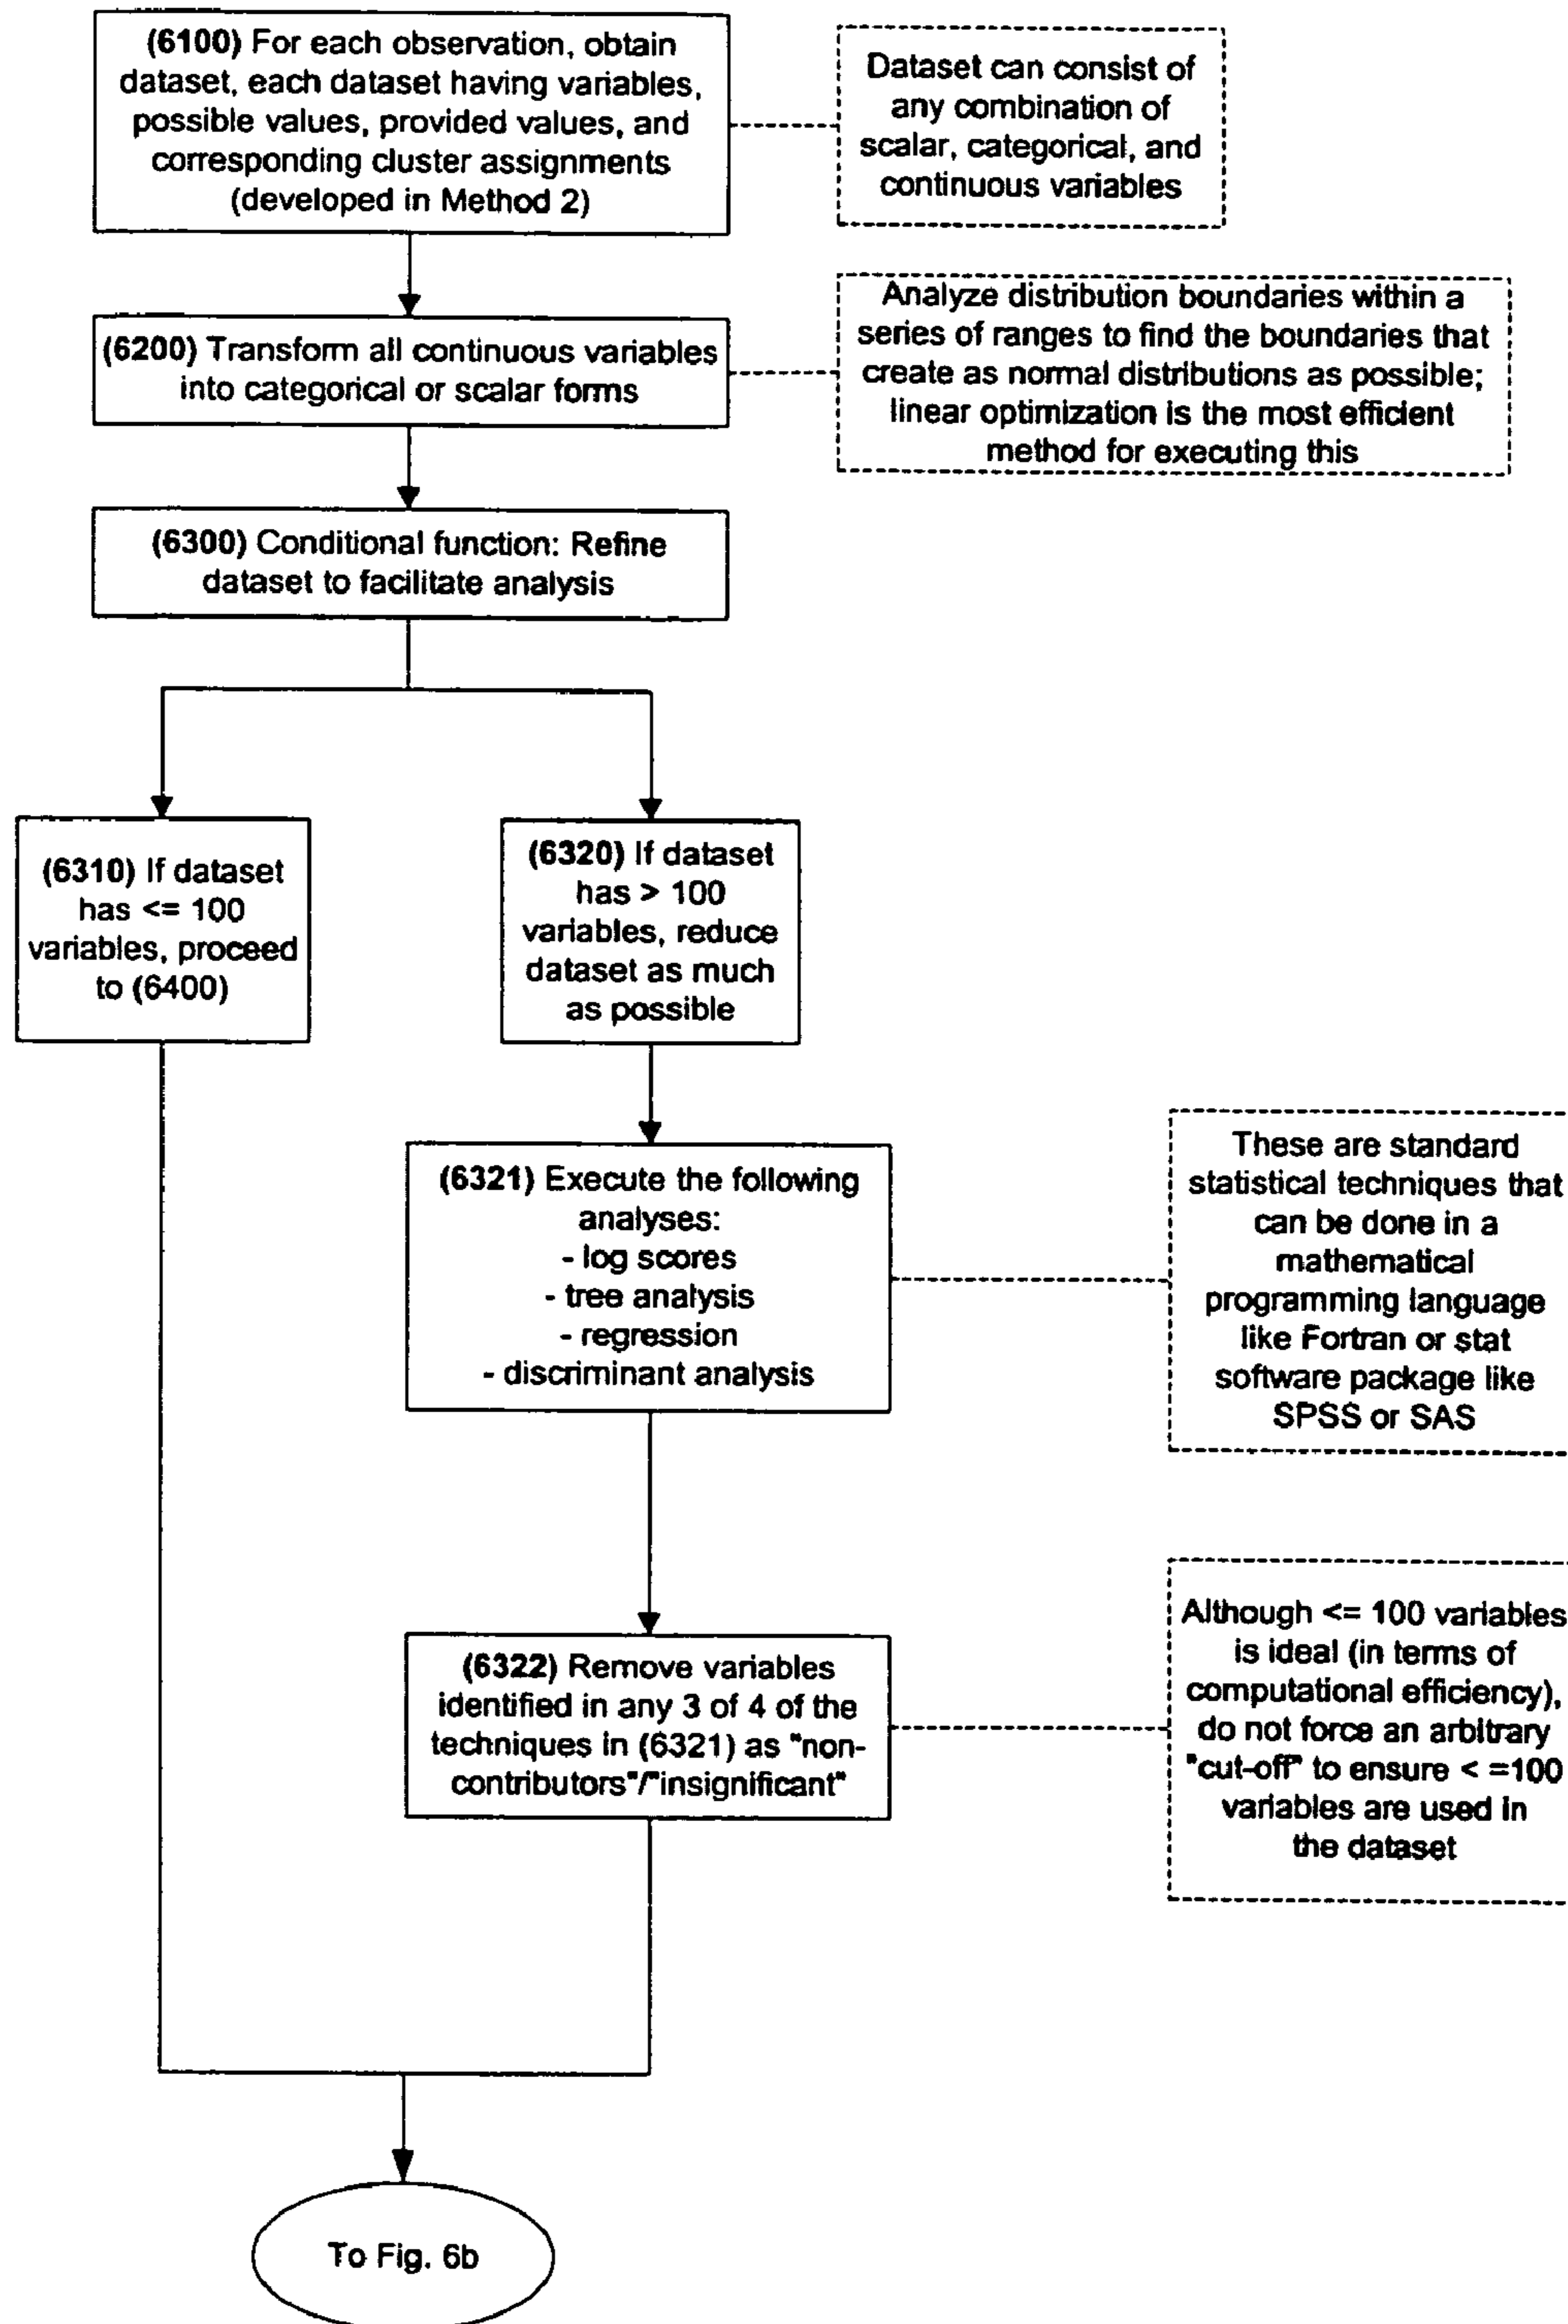 (6100) For each observation, obtain
dataset, each dataset having variables,
possible values, provided values, and
corresponding cluster assignments
(developed in Method 2)
Dataset can consist of
any combination of
scalar, categorical, and
continuous variables
(6200) Transform all continuous variables
into categorical or scalar forms
Analyze distribution boundaries within a
series of ranges to find the boundaries that
create as normal distributions as possible;
linear optimization is the most efficient
method for executing this
(6300) Conditional function: Refine
dataset to facilitate analysis
(6310) If dataset
has <= 100
variables, proceed
to (6400)
(6320) If dataset
has > 100
variables, reduce
dataset as much
as possible
(6321) Execute the following
analyses:
- log scores
- tree analysis
- regression
- discriminant analysis
These are standard
statistical techniques that
can be done in a
mathematical
programming language
like Fortran or stat
software package like
SPSS or SAS
(6322) Remove variables
identified in any 3 of 4 of the
techniques in (6321) as "non-
contributors"/"insignificant"
Although <= 100 variables
is ideal (in terms of
computational efficiency),
do not force an arbitrary
"cut-off" to ensure < =100
variables are used in
the dataset
To Fig. 6b